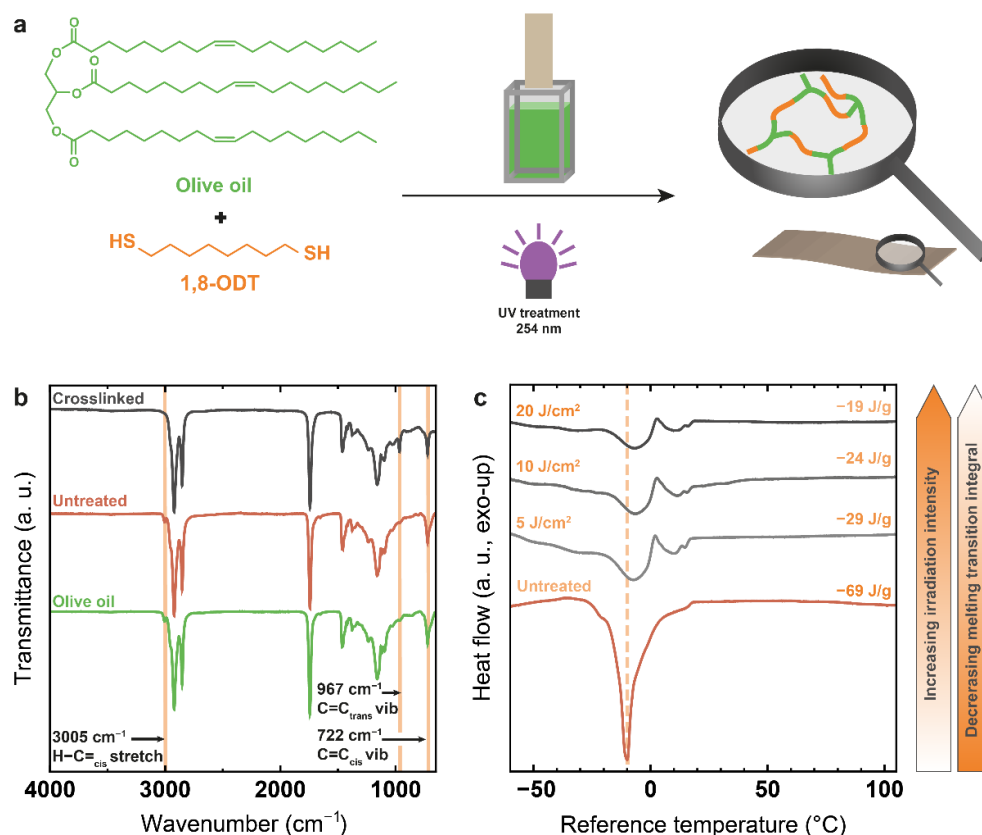 a
O
O
O
O
O
O
Olive oil
+
HS
SH
1,8-ODT
UV treatment
254 nm
b
Crosslinked
Untreated
Olive oil
967 cm⁻¹
C=Ctrans vib
3005 cm⁻¹
H−C=cis stretch
722 cm⁻¹
C=Ccis vib
Transmittance (a. u.)
4000
3000
2000
1000
Wavenumber (cm⁻¹)
c
20 J/cm²
−19 J/g
10 J/cm²
−24 J/g
5 J/cm²
−29 J/g
Untreated
−69 J/g
Heat flow (a. u., exo-up)
−50
0
50
100
Reference temperature (°C)
Increasing irradiation intensity
Decrerasing melting transition integral